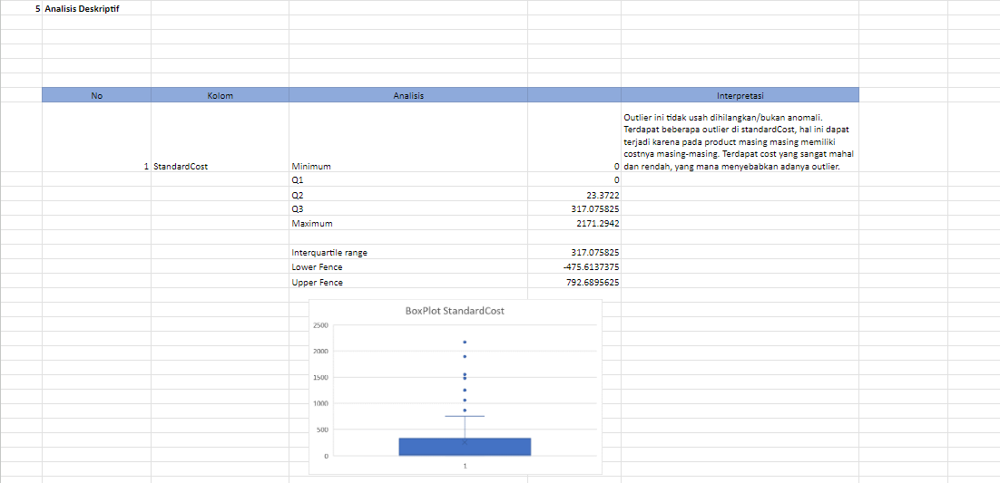 5 Analisis Deskriptif
No Kolom Analisis Interpretasi
Outlier ini tidak usah dihilangkan/bukan anomali.
Terdapat beberapa outlier di standardCost, hal ini dapat
terjadi karena pada product masing masing memiliki
costnya masing-masing. Terdapat cost yang sangat mahal
1 StandardCost Minimum 0 dan rendah, yang mana menyebabkan adanya outlier.
Q1 0
Q2 23.3722
Q3 317.075825
Maximum 2171.2942
Interquartile range 317.075825
Lower Fence -475.6137375
Upper Fence 792.6895625
BoxPlot StandardCost
2500
2000
1500
1000
500
0
1